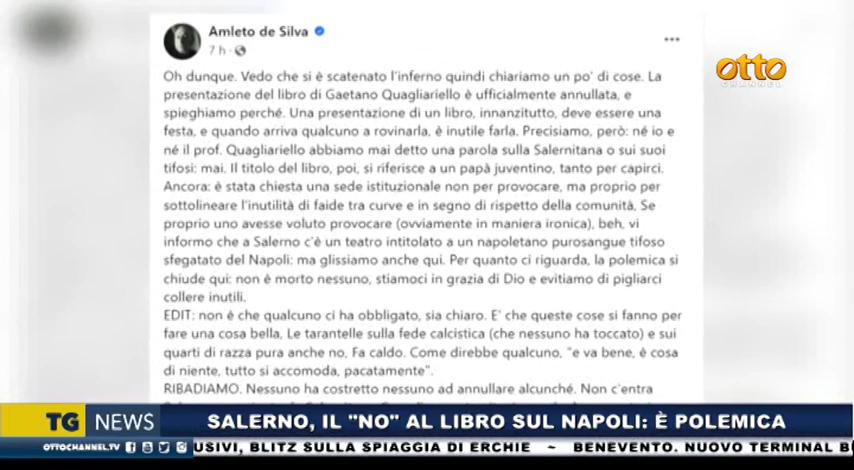 Amleto de Silva
7 h
Oh dunque. Vedo che si è scatenato l'inferno quindi chiariamo un po' di cose. La
presentazione del libro di Gaetano Quagliariello è ufficialmente annullata, e
spieghiamo perché. Una presentazione di un libro, innanzitutto, deve essere una
festa, e quando arriva qualcuno a rovinarla, è inutile farla. Precisiamo, però: né io e
né il prof. Quagliariello abbiamo mai detto una parola sulla Salernitana o sui suoi
tifosi: mai. Il titolo del libro, poi, si riferisce a un papà juventino, tanto per capirci.
Ancora: è stata chiesta una sede istituzionale non per provocare, ma proprio per
sottolineare l'inutilità di faide tra curve e in segno di rispetto della comunità. Se
proprio uno avesse voluto provocare (ovviamente in maniera ironica), beh, vi
informo che a Salerno c'è un teatro intitolato a un napoletano purosangue tifoso
sfegatato del Napoli: ma glissiamo anche qui. Per quanto ci riguarda, la polemica si
chiude qui: non è morto nessuno, stiamoci in grazia di Dio e evitiamo di pigliarci
collere inutili.
EDIT: non è che qualcuno ci ha obbligato, sia chiaro. E' che queste cose si fanno per
fare una cosa bella, Le tarantelle sulla fede calcistica (che nessuno ha toccato) e sui
quarti di razza pura anche no, Fa caldo. Come direbbe qualcuno, "e va bene, è cosa
di niente, tutto si accomoda, pacatamente".
RIBADIAMO. Nessuno ha costretto nessuno ad annullare alcunché. Non c'entra
otto
CHANNEL
TG NEWS
SALERNO, IL "NO" AL LIBRO SUL NAPOLI: È POLEMICA
OTTOCHANNEL.TV
USIVI, BLITZ SULLA SPIAGGIA DI ERCHIE ~ BENEVENTO. NUOVO TERMINAL B